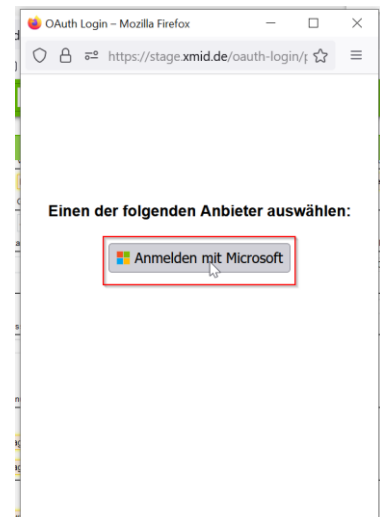 OAuth Login – Mozilla Firefox
https://stage.xmid.de/oauth-login/p
Einen der folgenden Anbieter auswählen:
Anmelden mit Microsoft